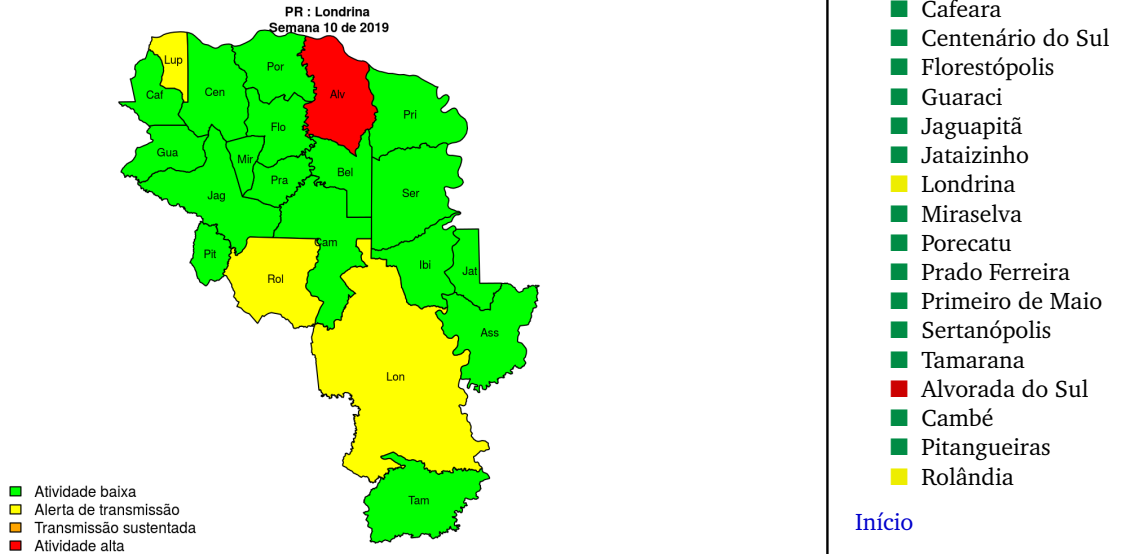 PR : Londrina
Semana 10 de 2019
Lup
Por
Caf
Cen
Alv
Pri
Flo
Gua
Mir
Bel
Pra
Jag
Ser
Cam
Pit
Rol
Ibi
Jat
Ass
Lon
Tam
Atividade baixa
Alerta de transmissão
Transmissão sustentada
Atividade alta
Cafeara
Centenário do Sul
Florestópolis
Guaraci
Jaguapitã
Jataizinho
Londrina
Miraselva
Porecatu
Prado Ferreira
Primeiro de Maio
Sertanópolis
Tamarana
Alvorada do Sul
Cambé
Pitangueiras
Rolândia
Início